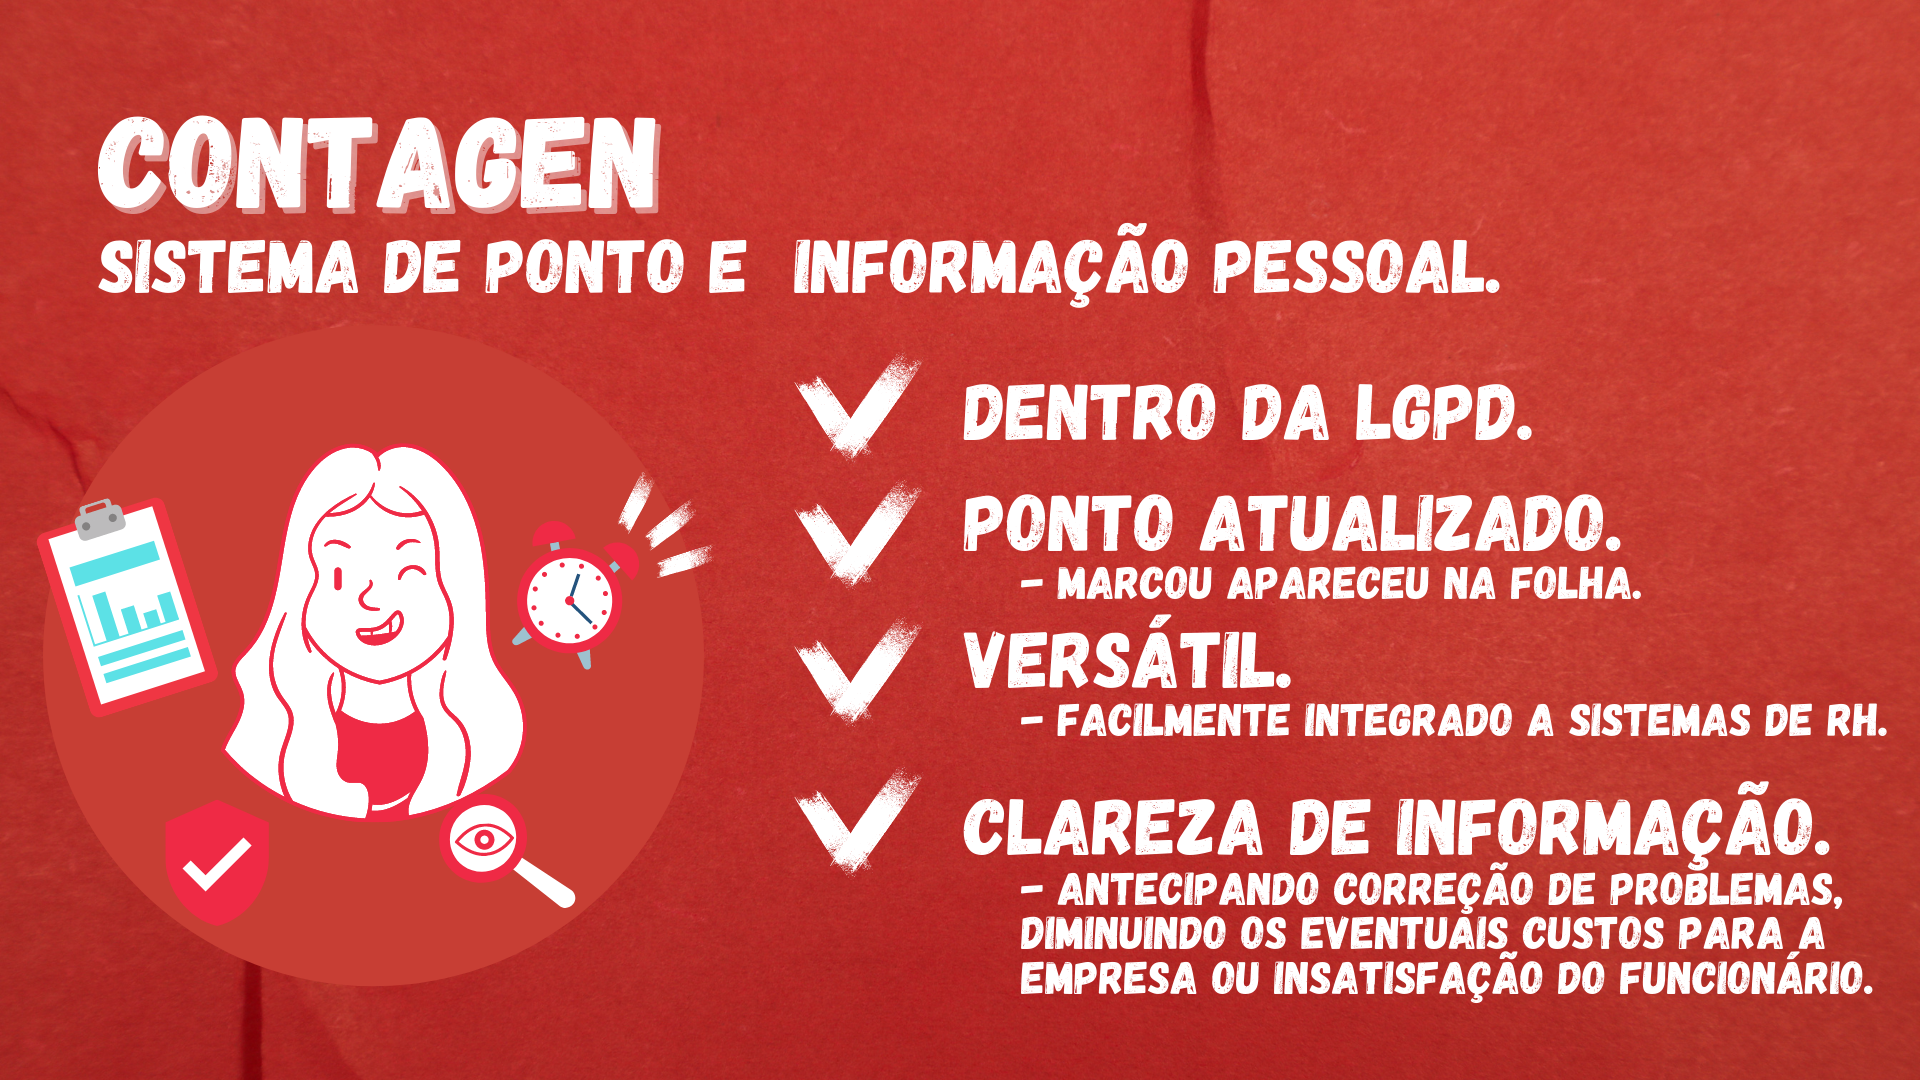 CONTAGEN
SISTEMA DE PONTO E INFORMAÇÃO PESSOAL.
DENTRO DA LGPD.
PONTO ATUALIZADO.
- MARCOU APARECEU NA FOLHA.
VERSÁTIL.
- FACILMENTE INTEGRADO A SISTEMAS DE RH.
CLAREZA DE INFORMAÇÃO.
- ANTECIPANDO CORREÇÃO DE PROBLEMAS,
DIMINUINDO OS EVENTUAIS CUSTOS PARA A
EMPRESA OU INSATISFAÇÃO DO FUNCIONÁRIO.